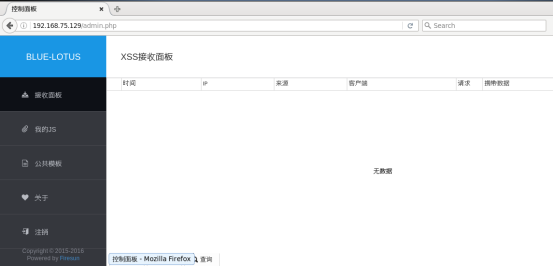 控制面板
192.168.75.129/admin.php
Search
BLUE-LOTUS
XSS接收面板
时间 IP 来源 客户端 请求 携带数据
接收面板
我的JS
公共模板
关于
注销
无数据
Copyright © 2015-2016
Powered by Firesun
控制面板 - Mozilla Firefox
查询